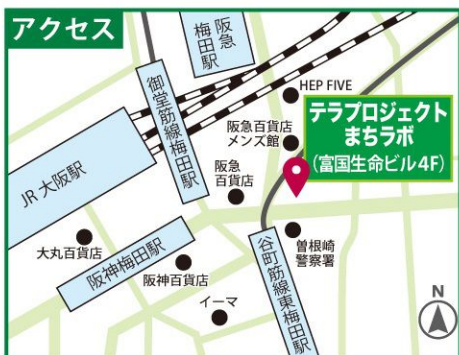 アクセス
阪急
梅田駅
御堂筋線梅田駅
HEP FIVE
テラプロジェクト
まちラボ
(富国生命ビル4F)
阪急百貨店
メンズ館
阪急
百貨店
JR 大阪駅
大丸百貨店
阪神梅田駅
阪神百貨店
イーマ
谷町筋線東梅田駅
曽根崎
警察署
N